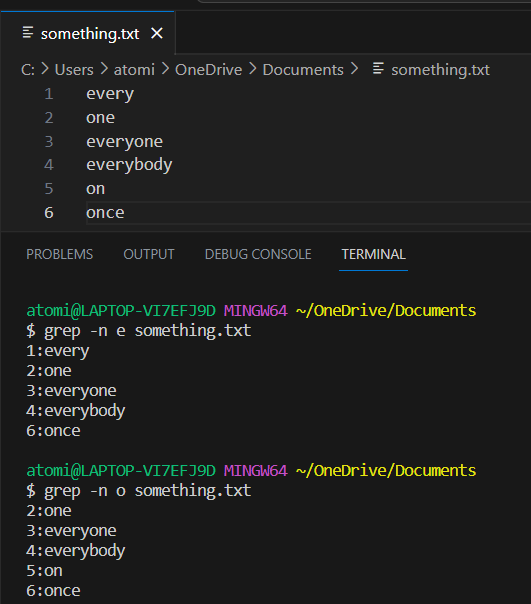 something.txt
C: > Users > atomi > OneDrive > Documents > something.txt
1 every
2 one
3 everyone
4 everybody
5 on
6 once
PROBLEMS OUTPUT DEBUG CONSOLE TERMINAL
atomi@LAPTOP-VI7EFJ9D MINGW64 ~/OneDrive/Documents
$ grep -n e something.txt
1:every
2:one
3:everyone
4:everybody
6:once
atomi@LAPTOP-VI7EFJ9D MINGW64 ~/OneDrive/Documents
$ grep -n o something.txt
2:one
3:everyone
4:everybody
5:on
6:once